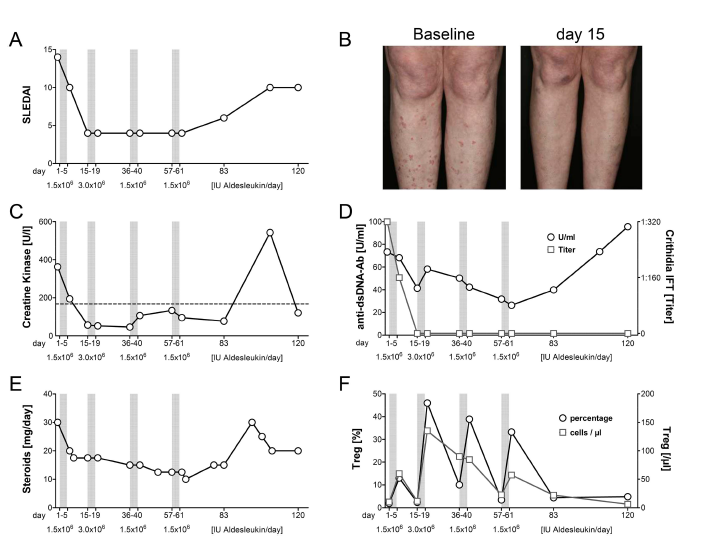 A
SLEDAI
15
10
5
0
day 1-5 15-19 36-40 57-61 83 120
1.5x10⁶ 3.0x10⁶ 1.5x10⁶ 1.5x10⁶ [IU Aldesleukin/day]
B
Baseline day 15
C
Creatine Kinase [U/l]
600
400
200
0
day 1-5 15-19 36-40 57-61 83 120
1.5x10⁶ 3.0x10⁶ 1.5x10⁶ 1.5x10⁶ [IU Aldesleukin/day]
D
anti-dsDNA-Ab [U/ml]
100
80
60
40
20
0
U/ml
Titer
1:320
1:160
0
Crithidia IFT [Titer]
day 1-5 15-19 36-40 57-61 83 120
1.5x10⁶ 3.0x10⁶ 1.5x10⁶ 1.5x10⁶ [IU Aldesleukin/day]
E
Steroids [mg/day]
40
30
20
10
0
day 1-5 15-19 36-40 57-61 83 120
1.5x10⁶ 3.0x10⁶ 1.5x10⁶ 1.5x10⁶ [IU Aldesleukin/day]
F
Treg [%]
50
40
30
20
10
0
percentage
cells / µl
200
150
100
50
0
Treg [/µl]
day 1-5 15-19 36-40 57-61 83 120
1.5x10⁶ 3.0x10⁶ 1.5x10⁶ 1.5x10⁶ [IU Aldesleukin/day]